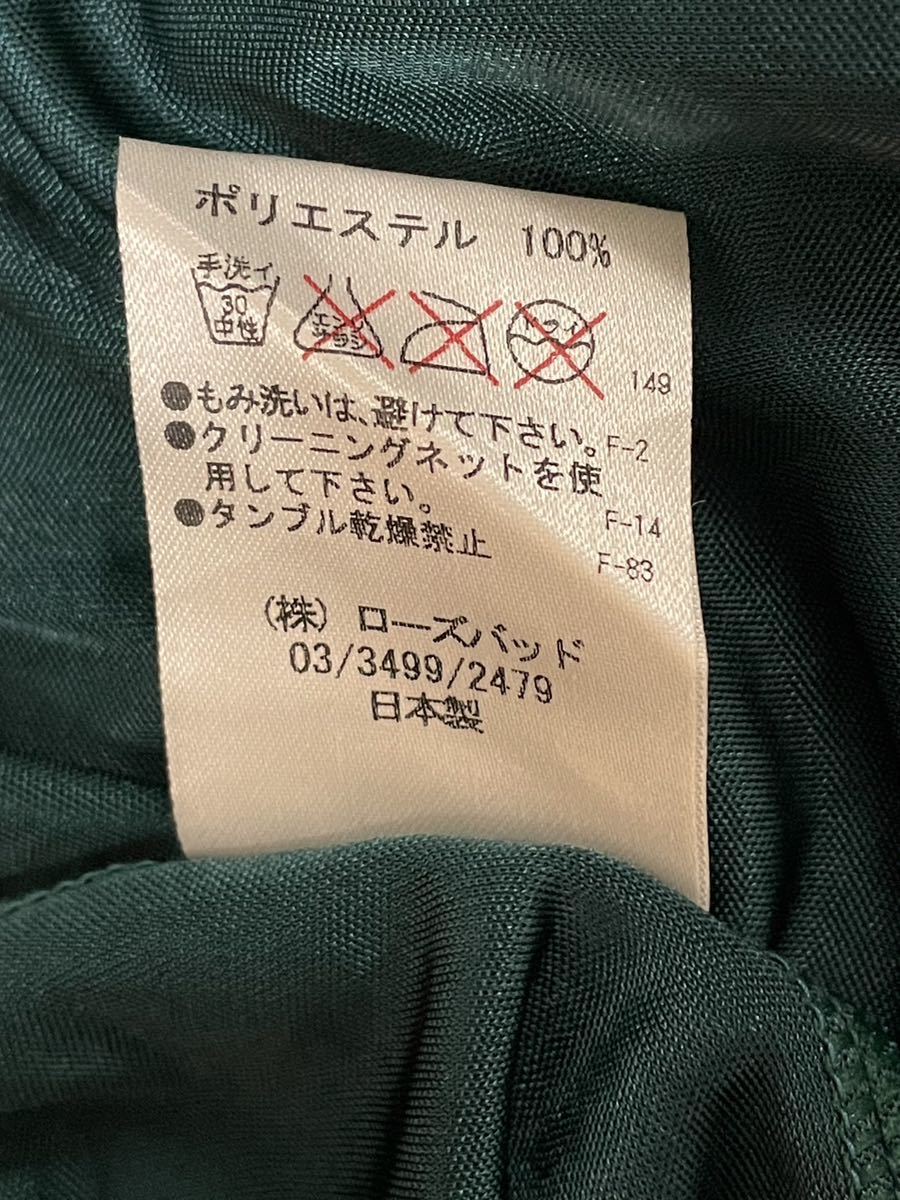 ポリエステル 100%
手洗イ
30
中性
エンソ
サラシ
ドライ
149
●もみ洗いは、避けて下さい。F-2
●クリーニングネットを使
用して下さい。 F-14
●タンブル乾燥禁止 F-83
(株) ローズバッド
03/3499/2479
日本製